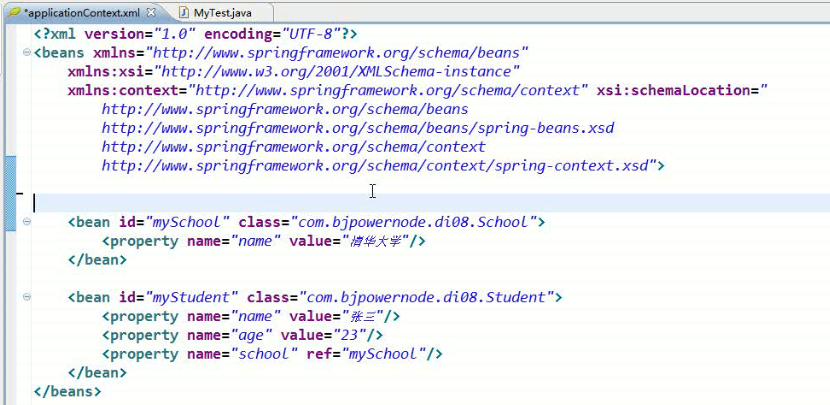 *applicationContext.xml MyTest.java
<?xml version="1.0" encoding="UTF-8"?>
<beans xmlns="http://www.springframework.org/schema/beans"
    xmlns:xsi="http://www.w3.org/2001/XMLSchema-instance"
    xmlns:context="http://www.springframework.org/schema/context" xsi:schemaLocation="
        http://www.springframework.org/schema/beans
        http://www.springframework.org/schema/beans/spring-beans.xsd
        http://www.springframework.org/schema/context
        http://www.springframework.org/schema/context/spring-context.xsd">
    <bean id="mySchool" class="com.bjpowernode.di08.School">
        <property name="name" value="清华大学"/>
    </bean>
    <bean id="myStudent" class="com.bjpowernode.di08.Student">
        <property name="name" value="张三"/>
        <property name="age" value="23"/>
        <property name="school" ref="mySchool"/>
    </bean>
</beans>